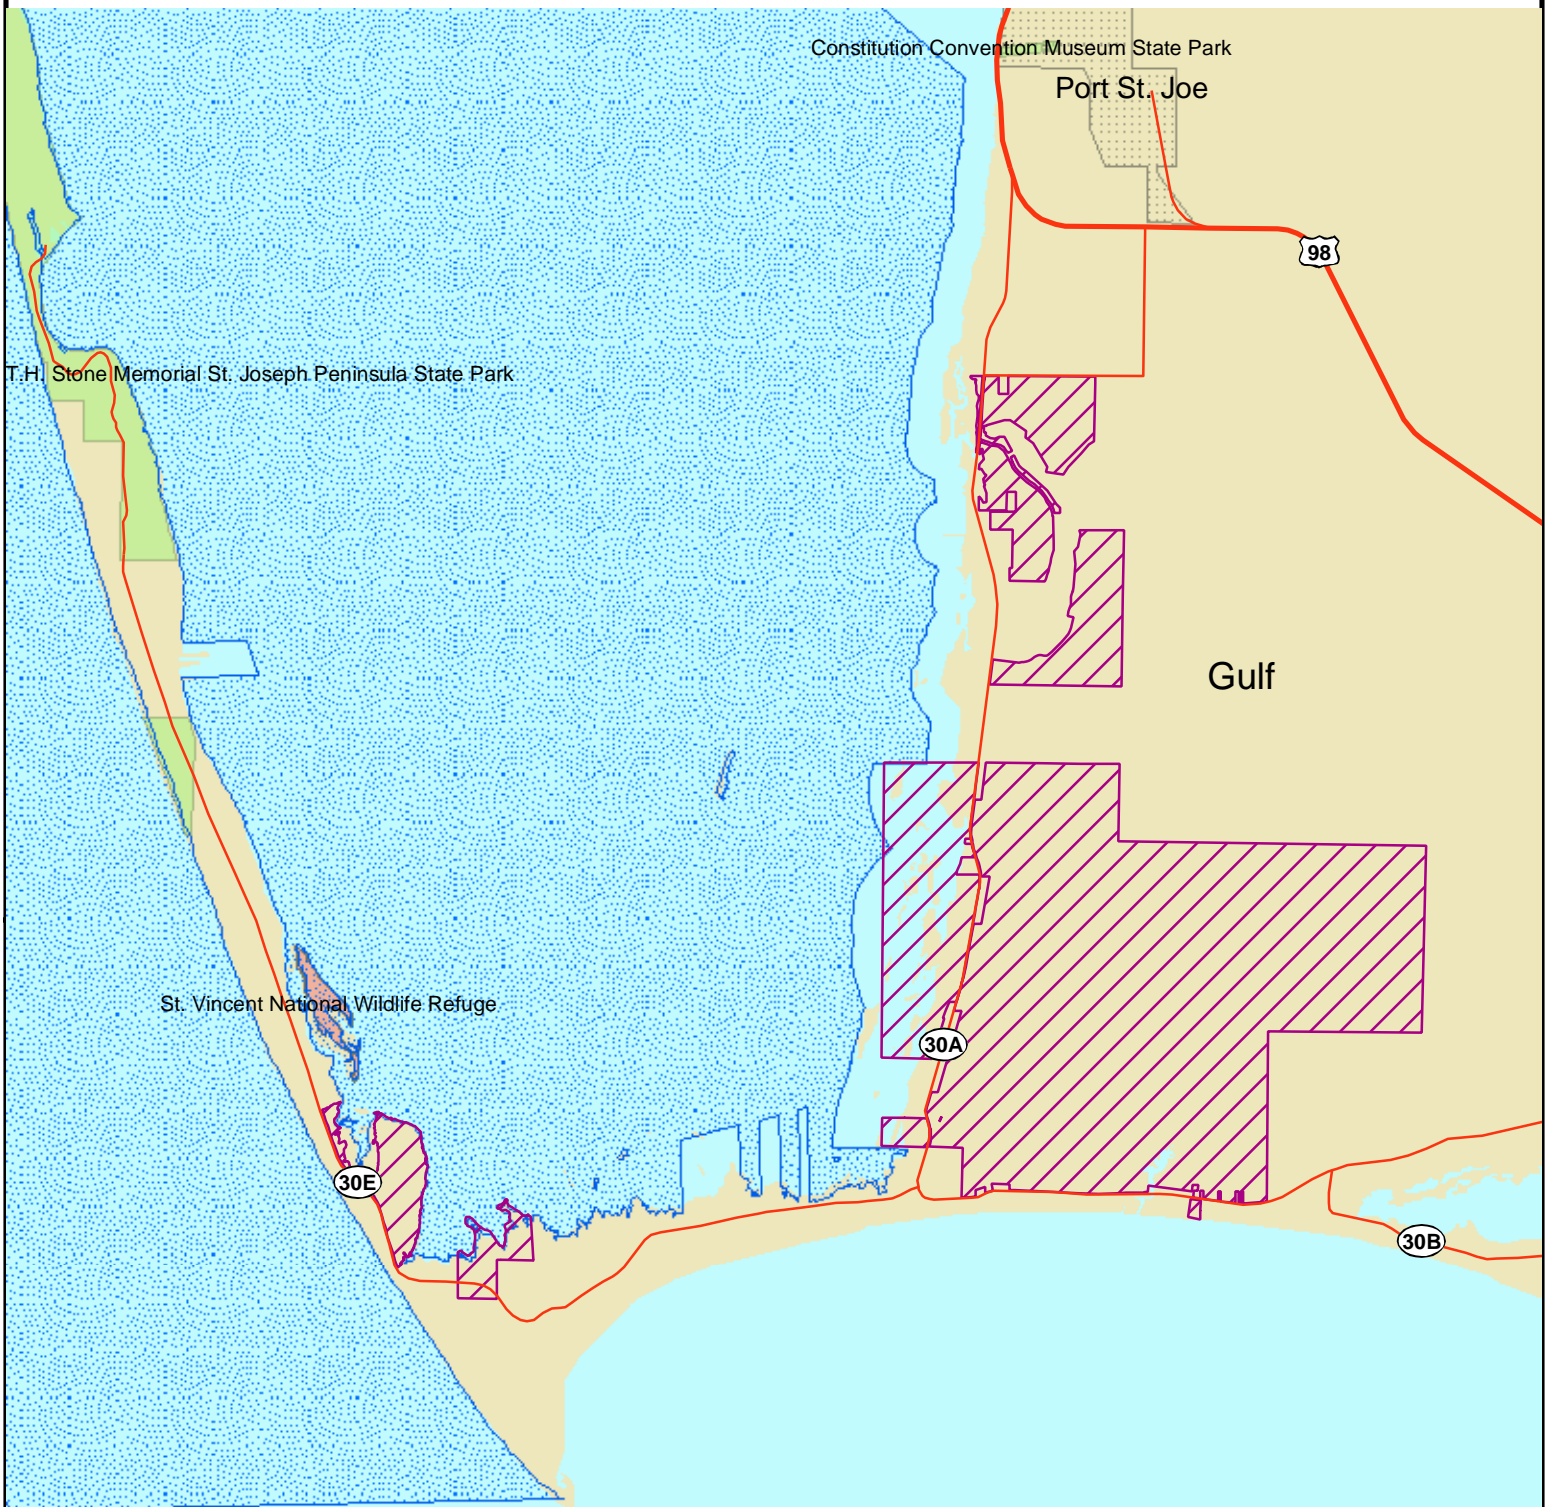 Constitution Convention Museum State Park
Port St. Joe
98
T.H. Stone Memorial St. Joseph Peninsula State Park
Gulf
St. Vincent National Wildlife Refuge
30A
30E
30B